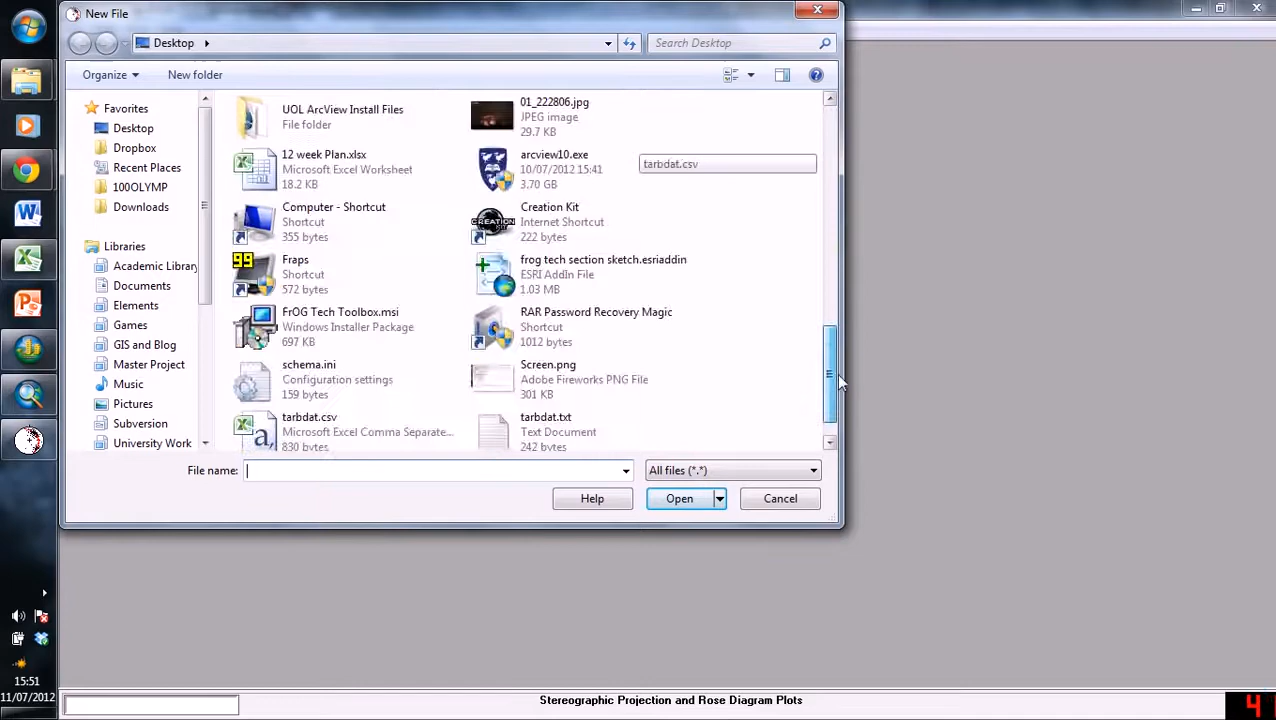 New File
Desktop
Search Desktop
Organize
New folder
Favorites
Desktop
Dropbox
Recent Places
100OLYMP
Downloads
Libraries
Academic Library
Documents
Elements
Games
GIS and Blog
Master Project
Music
Pictures
Subversion
University Work
UOL ArcView Install Files
File folder
01_222806.jpg
JPEG image
29.7 KB
12 week Plan.xlsx
Microsoft Excel Worksheet
18.2 KB
arcview10.exe
10/07/2012 15:41
3.70 GB
tarbdat.csv
Computer - Shortcut
Shortcut
355 bytes
Creation Kit
Internet Shortcut
222 bytes
CREATION KIT
99
Fraps
Shortcut
572 bytes
frog tech section sketch.esriaddin
ESRI AddIn File
1.03 MB
FrOG Tech Toolbox.msi
Windows Installer Package
697 KB
RAR Password Recovery Magic
Shortcut
1012 bytes
schema.ini
Configuration settings
159 bytes
Screen.png
Adobe Fireworks PNG File
301 KB
tarbdat.csv
Microsoft Excel Comma Separate...
830 bytes
tarbdat.txt
Text Document
242 bytes
File name:
All files (*.*)
Help
Open
Cancel
15:51
11/07/2012
Stereographic Projection and Rose Diagram Plots
4